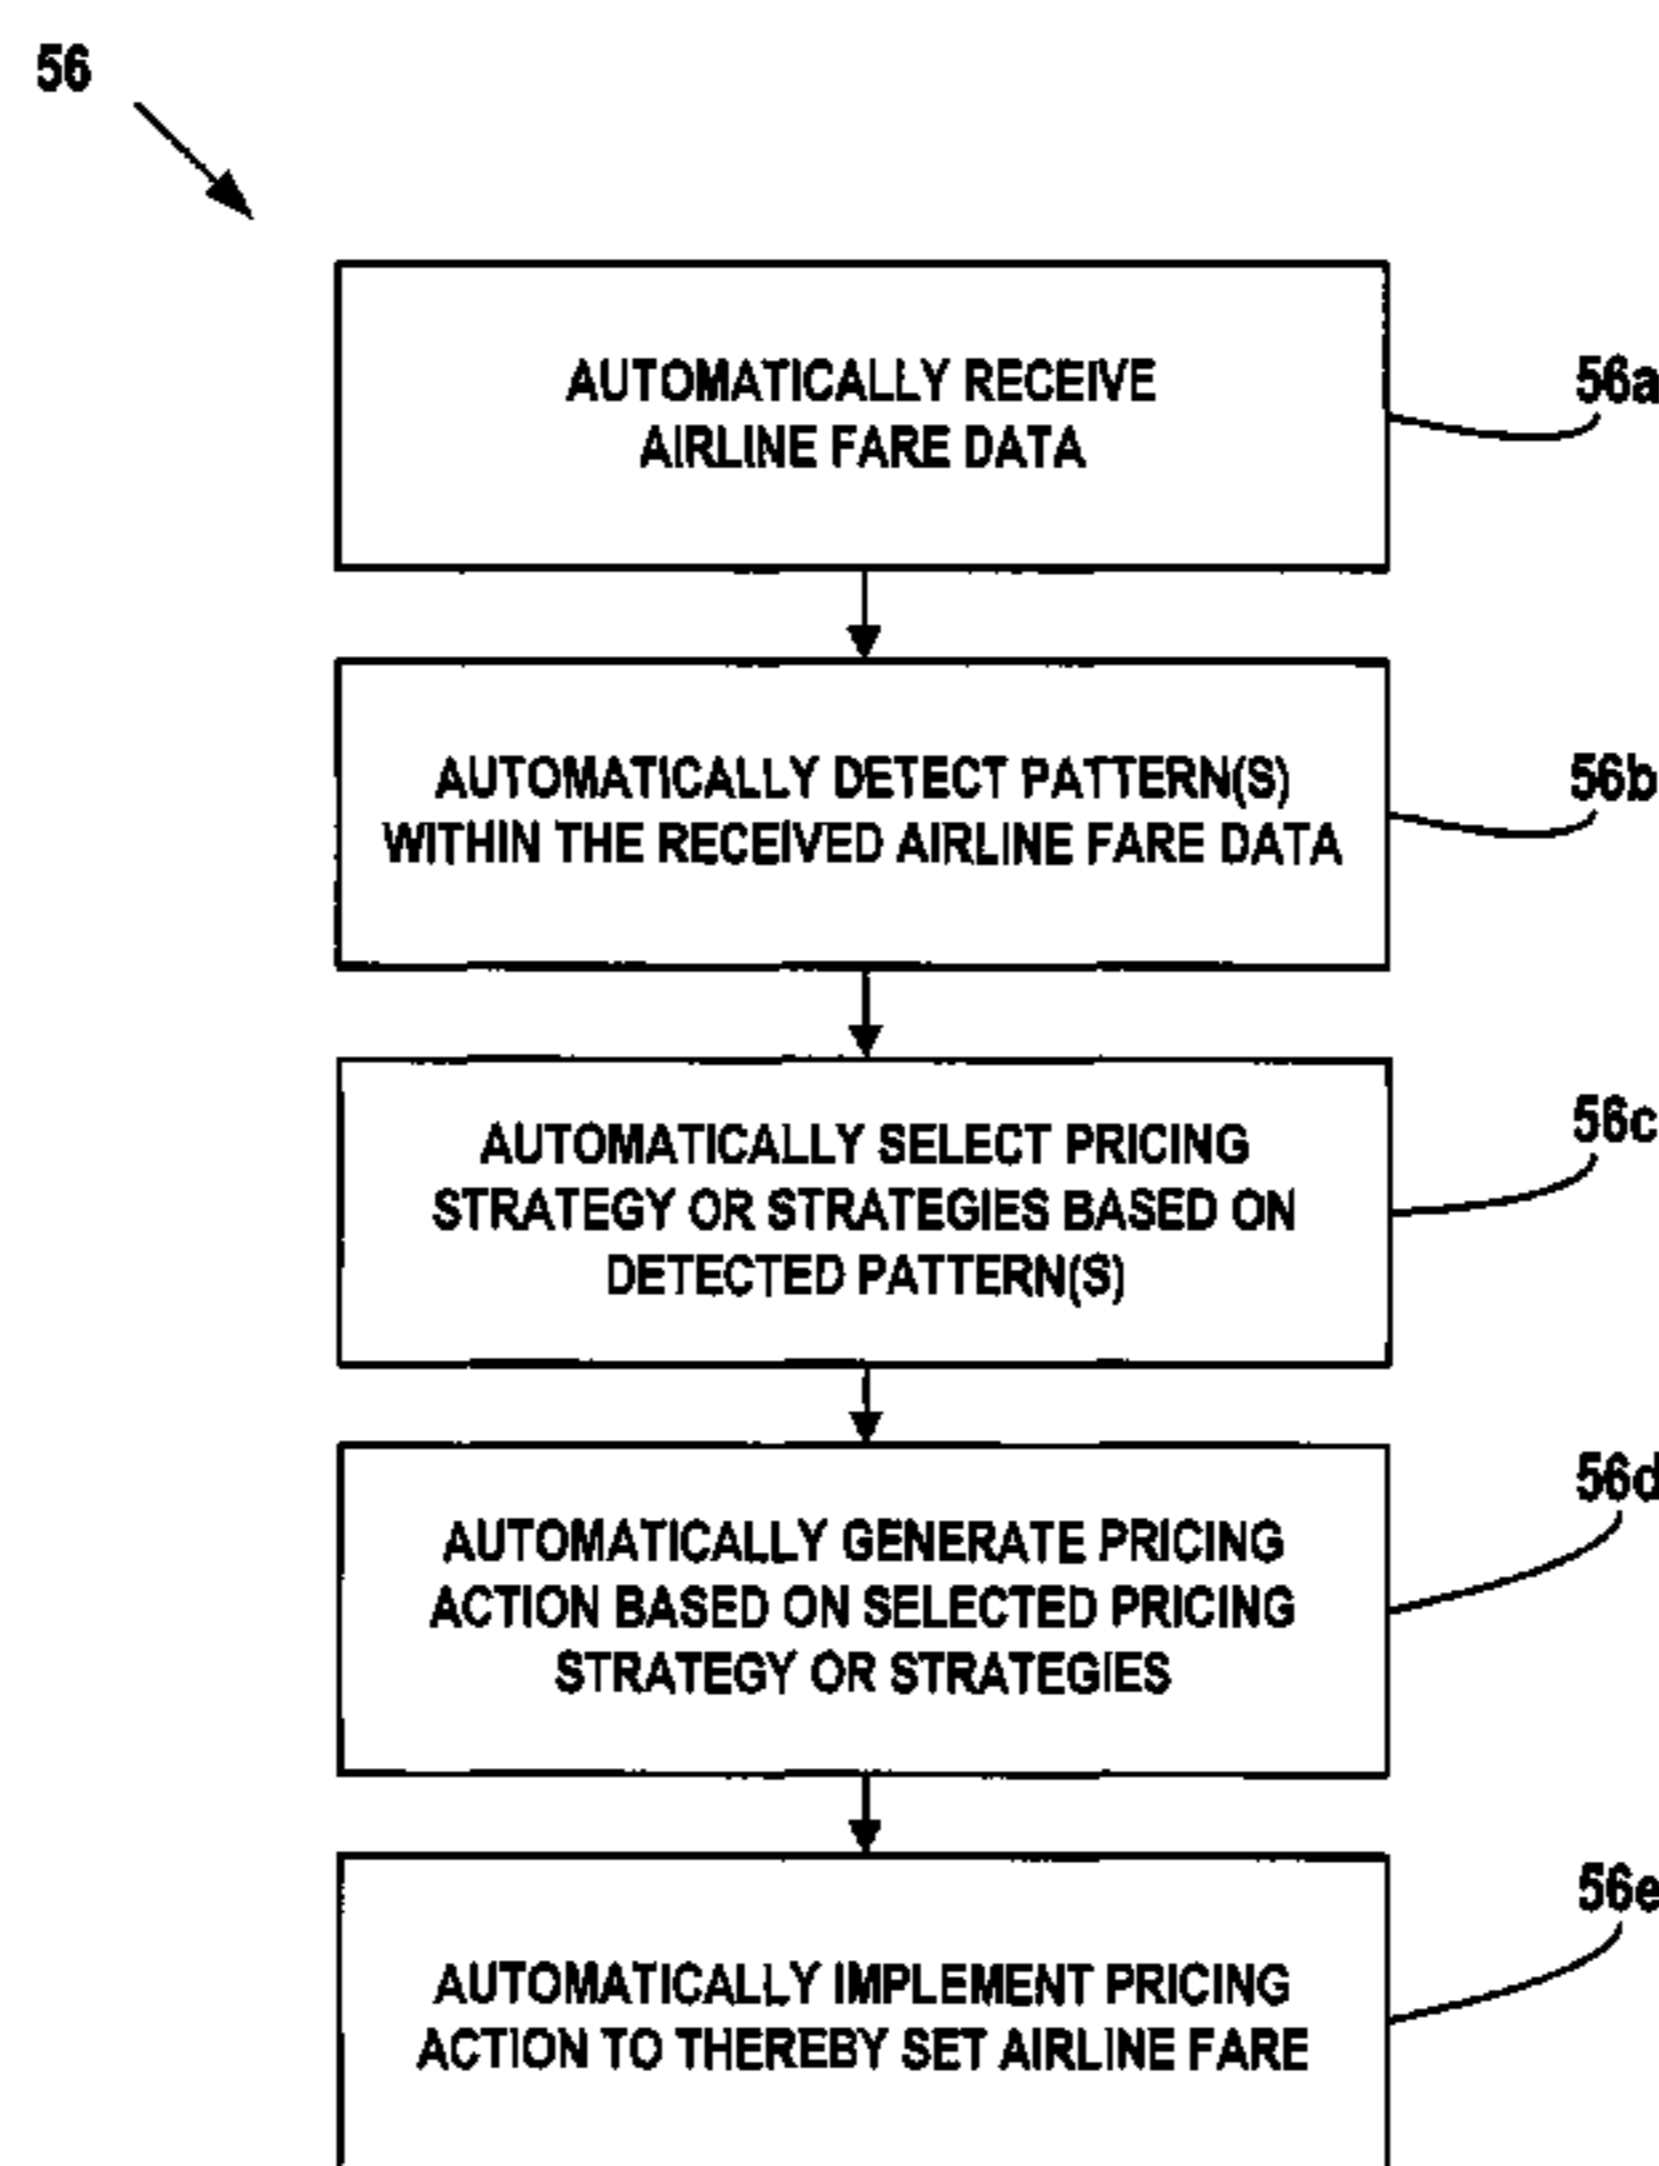 56
AUTOMATICALLY RECEIVE
AIRLINE FARE DATA
56a
AUTOMATICALLY DETECT PATTERN(S)
WITHIN THE RECEIVED AIRLINE FARE DATA
56b
AUTOMATICALLY SELECT PRICING
STRATEGY OR STRATEGIES BASED ON
DETECTED PATTERN(S)
56c
AUTOMATICALLY GENERATE PRICING
ACTION BASED ON SELECTED PRICING
STRATEGY OR STRATEGIES
56d
AUTOMATICALLY IMPLEMENT PRICING
ACTION TO THEREBY SET AIRLINE FARE
56e